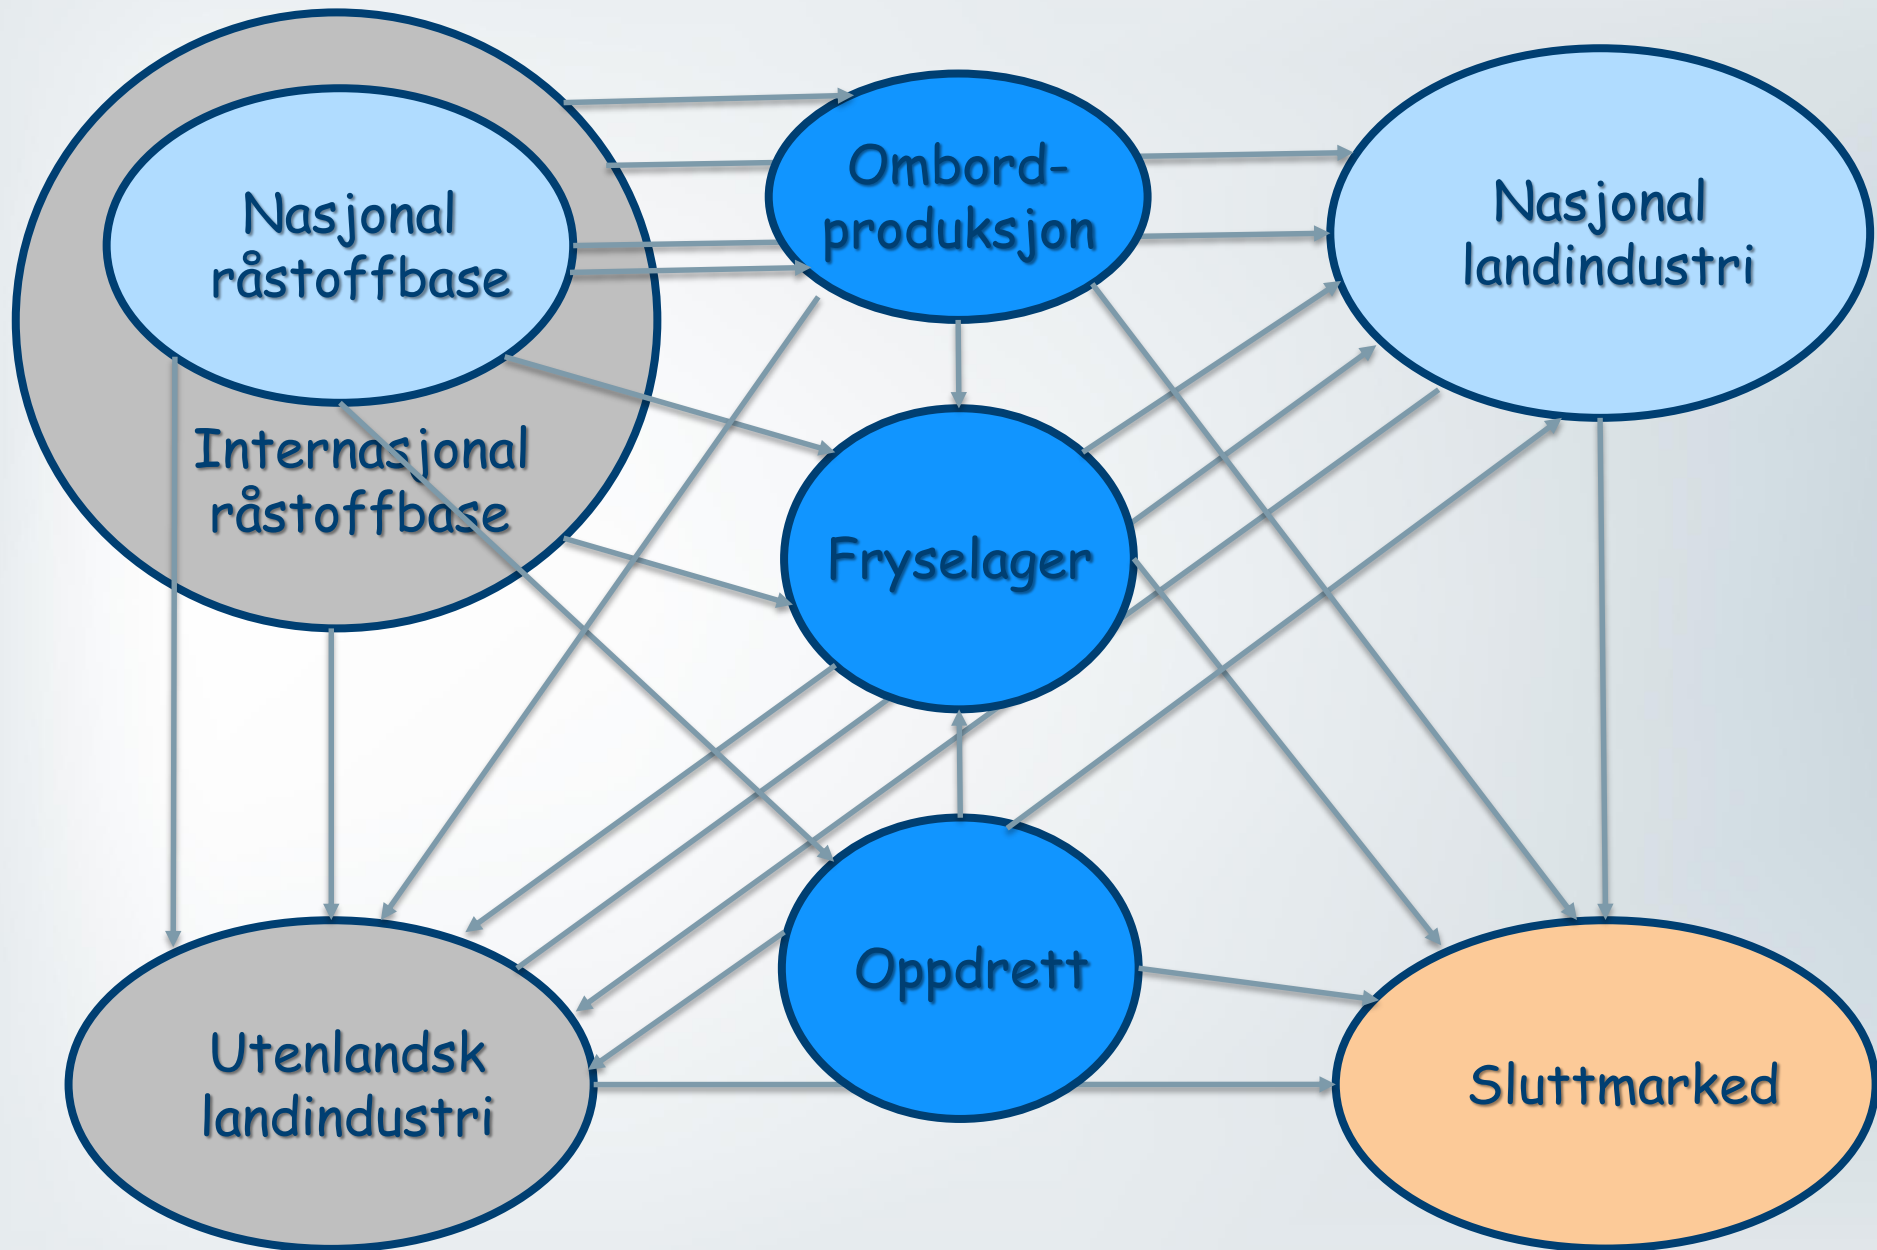 Nasjonal
råstoffbase
Internasjonal
råstoffbase
Ombord-
produksjon
Nasjonal
landindustri
Fryselager
Oppdrett
Utenlandsk
landindustri
Sluttmarked